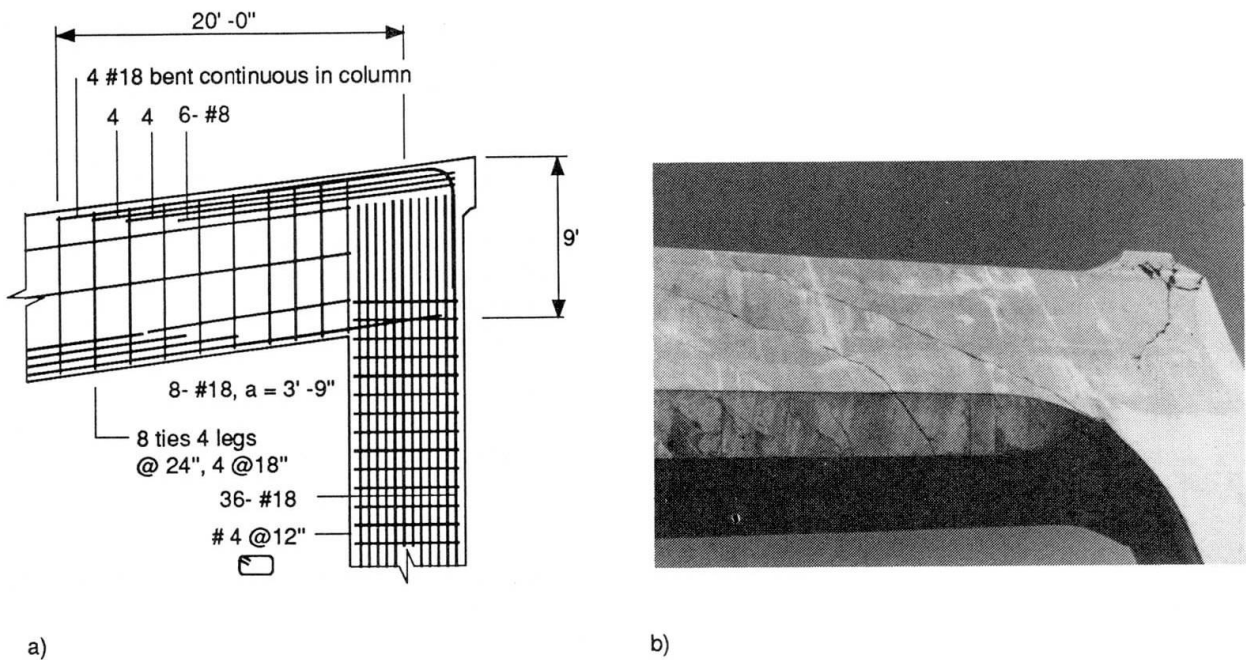 20' -0"
4 #18 bent continuous in column
4 4 6- #8
9'
8- #18, a = 3' -9"
8 ties 4 legs
@ 24", 4 @18"
36- #18
# 4 @12"
a)
b)